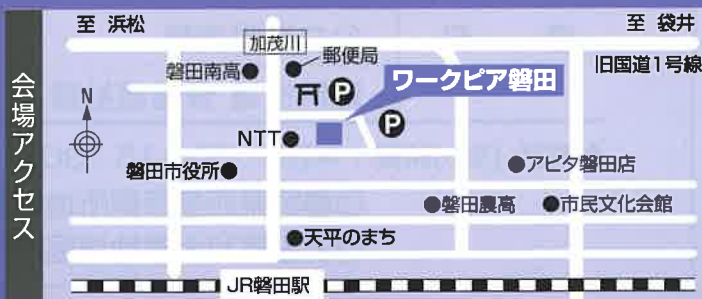 会場アクセス
至 浜松
至 袋井
加茂川
郵便局
磐田南高
旧国道1号線
ワークピア磐田
N
P
P
NTT
磐田市役所
アピタ磐田店
磐田農高
市民文化会館
天平のまち
JR磐田駅